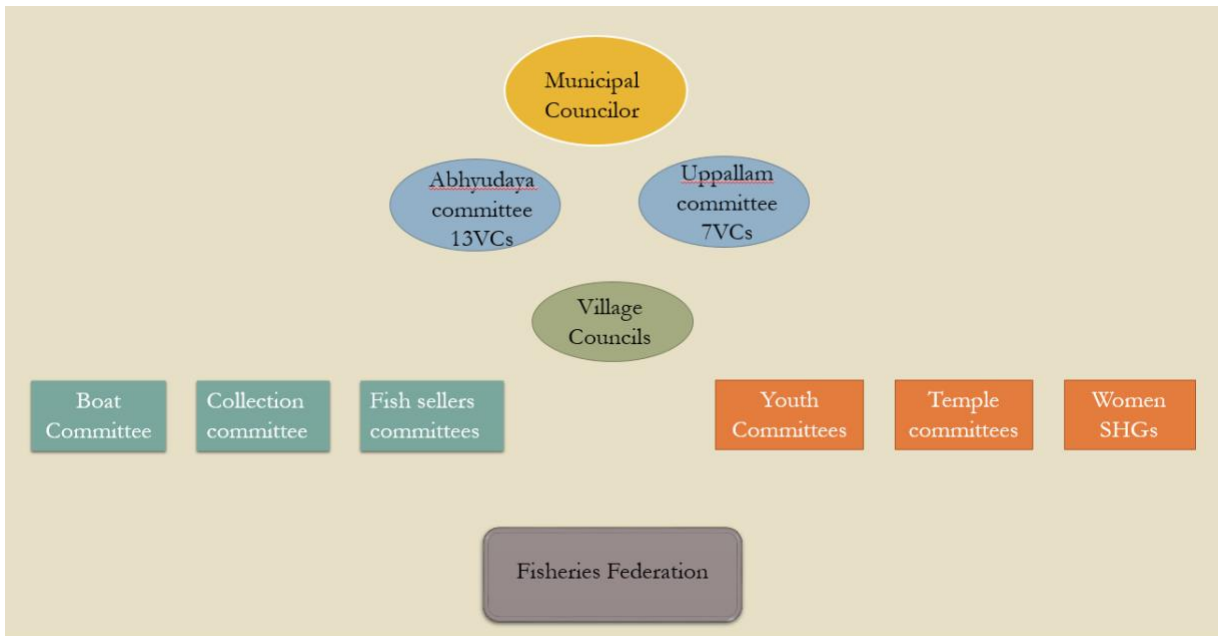 Municipal
Councilor
Abhyudaya
committee
13VCs
Uppallam
committee
7VCs
Village
Councils
Boat
Committee
Collection
committee
Fish sellers
committees
Youth
Committees
Temple
committees
Women
SHGs
Fisheries Federation